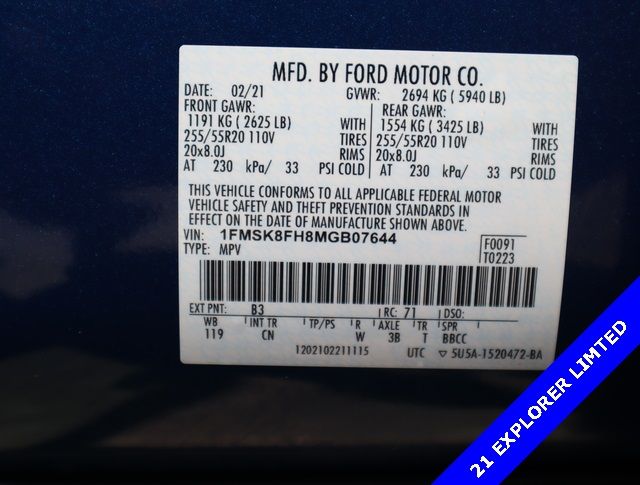 MFD. BY FORD MOTOR CO.
DATE: 02/21 GVWR: 2694 KG ( 5940 LB)
FRONT GAWR: REAR GAWR:
1191 KG ( 2625 LB) WITH 1554 KG ( 3425 LB) WITH
255/55R20 110V TIRES 255/55R20 110V TIRES
20x8.0J RIMS 20x8.0J RIMS
AT 230 kPa/ 33 PSI COLD AT 230 kPa/ 33 PSI COLD
THIS VEHICLE CONFORMS TO ALL APPLICABLE FEDERAL MOTOR
VEHICLE SAFETY AND THEFT PREVENTION STANDARDS IN
EFFECT ON THE DATE OF MANUFACTURE SHOWN ABOVE.
VIN: 1FMSK8FH8MGB07644 F0091
TYPE: MPV T0223
EXT PNT: B3 RC: 71 DSO:
WB INT TR TP/PS R AXLE TR SPR
119 CN W 3B T BBCC
1202102211115 UTC ▽ 5U5A-1520472-BA
21 EXPLORER LIMTED